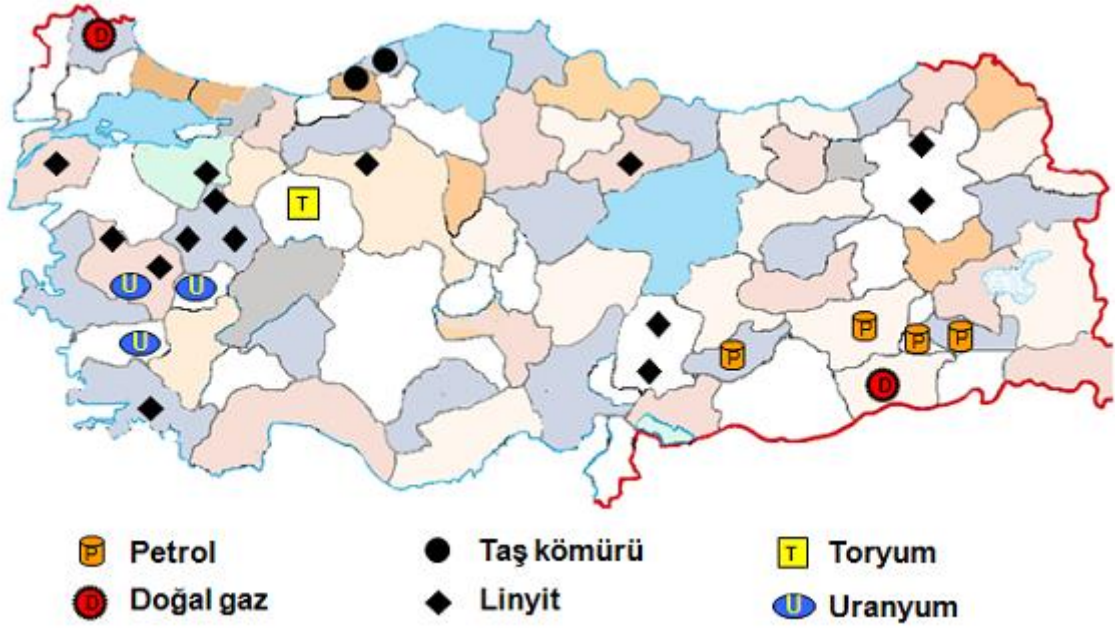 D
T
U U
U
P
P P P
D
P Petrol
Taş kömürü
T Toryum
D Doğal gaz
Linyit
U Uranyum